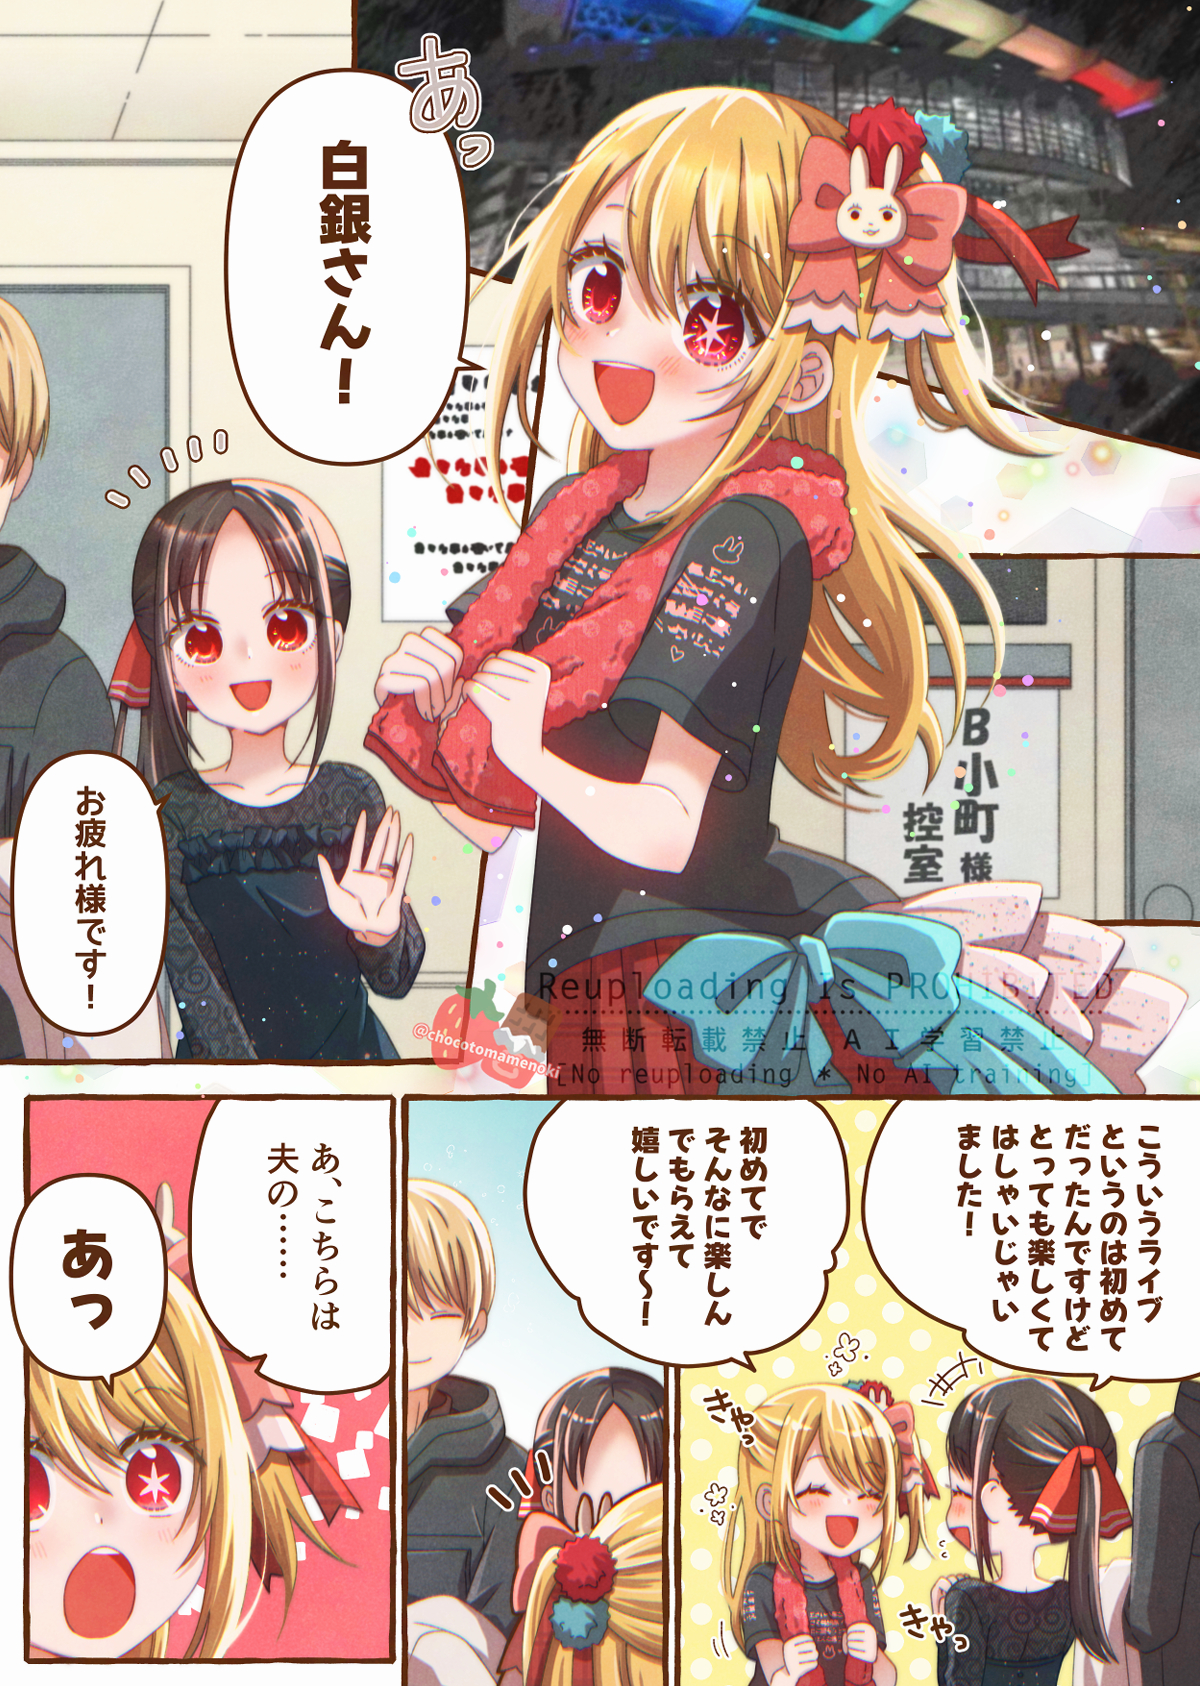 あっ
白銀さん！
お疲れ様です！
B小町様
控室
@chocotomamenoki
Reuploading is PROHIBITED
無断転載禁止 AI学習禁止
[No reuploading * No AI training]
こういうライブ
というのは初めて
だったんですけど
とっても楽しくて
はしゃいじゃい
ました！
きゃっ
きゃっ
初めてで
そんなに楽しん
でもらえて
嬉しいです〜！
あ、こちらは
夫の……
あっ